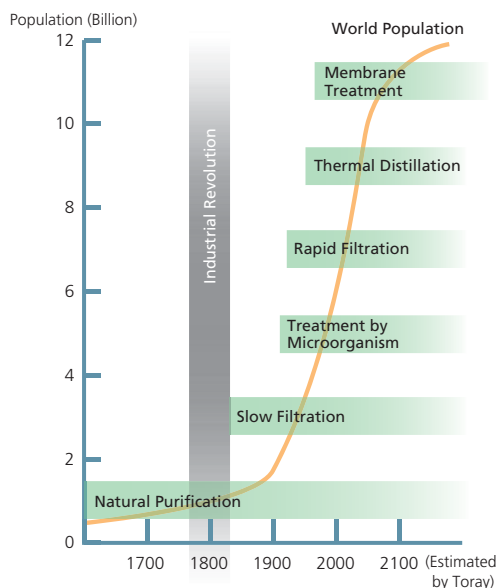 Population (Billion)
World Population
12
Membrane
Treatment
10
Thermal Distillation
8
Industrial Revolution
Rapid Filtration
6
Treatment by
Microorganism
4
Slow Filtration
2
Natural Purification
0
1700 1800 1900 2000 2100 (Estimated
by Toray)